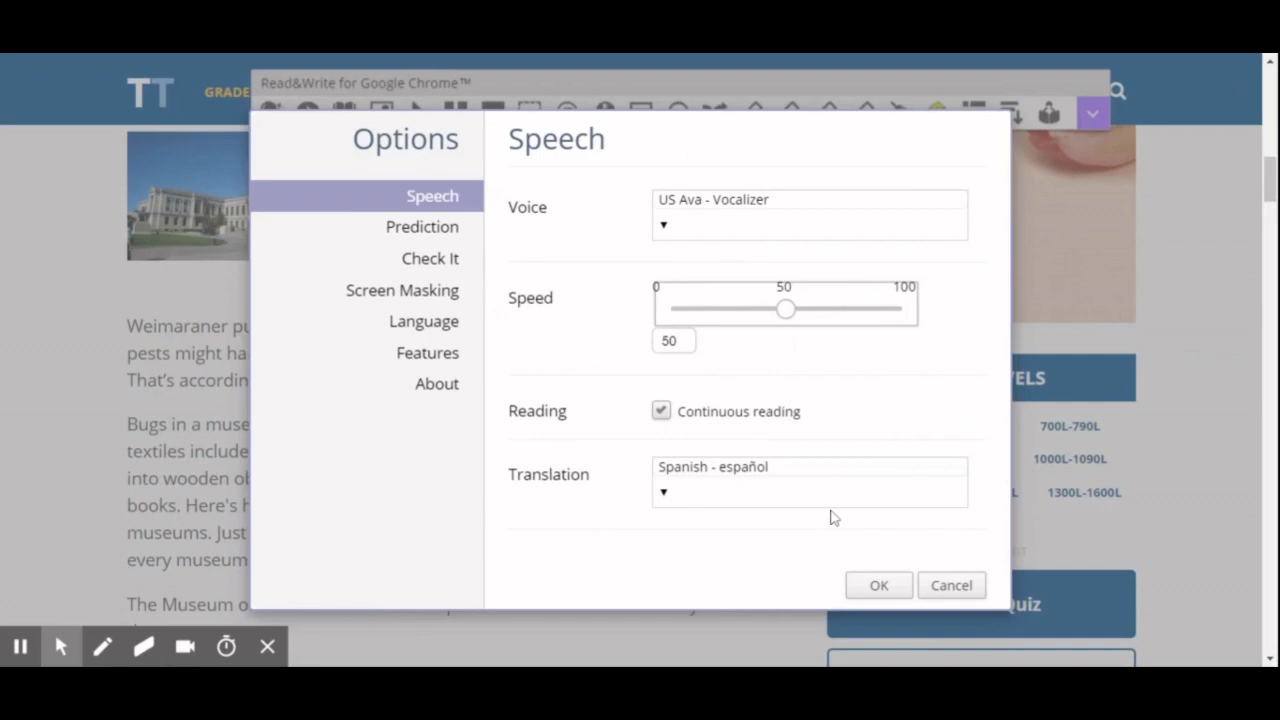 Read&Write for Google Chrome™
TT GRADE
Options
Speech
Prediction
Check It
Screen Masking
Language
Features
About
Speech
Voice
US Ava - Vocalizer
Speed
0 50 100
50
Reading
Continuous reading
Translation
Spanish - español
OK Cancel
Weimaraner pu
pests might ha
That's accordin
Bugs in a muse
textiles include
into wooden ob
books. Here's h
museums. Just
every museum
The Museum o
VELS
700L-790L
1000L-1090L
L 1300L-1600L
Quiz